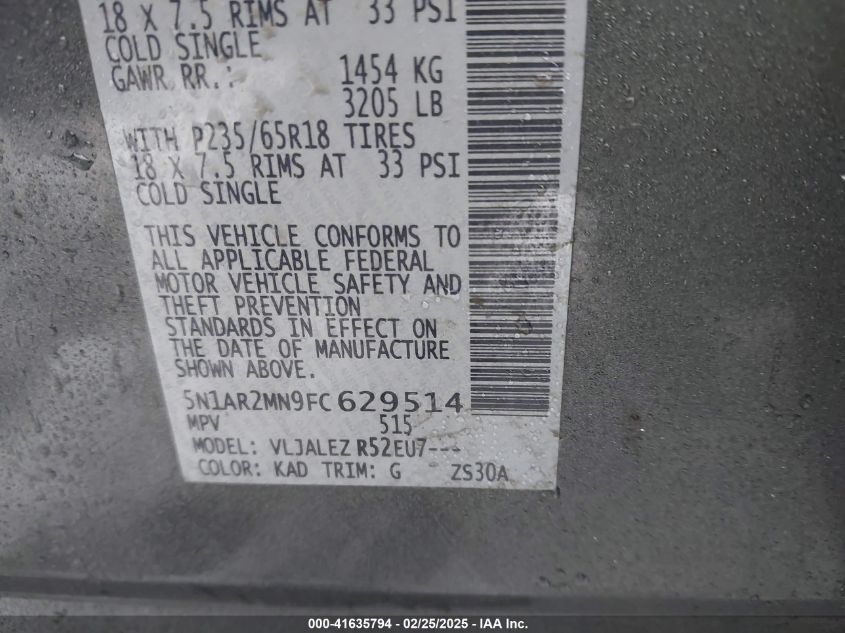 18 X 7.5 RIMS AT 33 PSI
COLD SINGLE
GAWR RR.: 1454 KG
3205 LB
WITH P235/65R18 TIRES
18 X 7.5 RIMS AT 33 PSI
COLD SINGLE
THIS VEHICLE CONFORMS TO
ALL APPLICABLE FEDERAL
MOTOR VEHICLE SAFETY AND
THEFT PREVENTION
STANDARDS IN EFFECT ON
THE DATE OF MANUFACTURE
SHOWN ABOVE.
5N1AR2MN9FC629514
MPV 515
MODEL: VLJALEZ R52EU7---
COLOR: KAD TRIM: G ZS30A
000-41635794 - 02/25/2025 - IAA Inc.